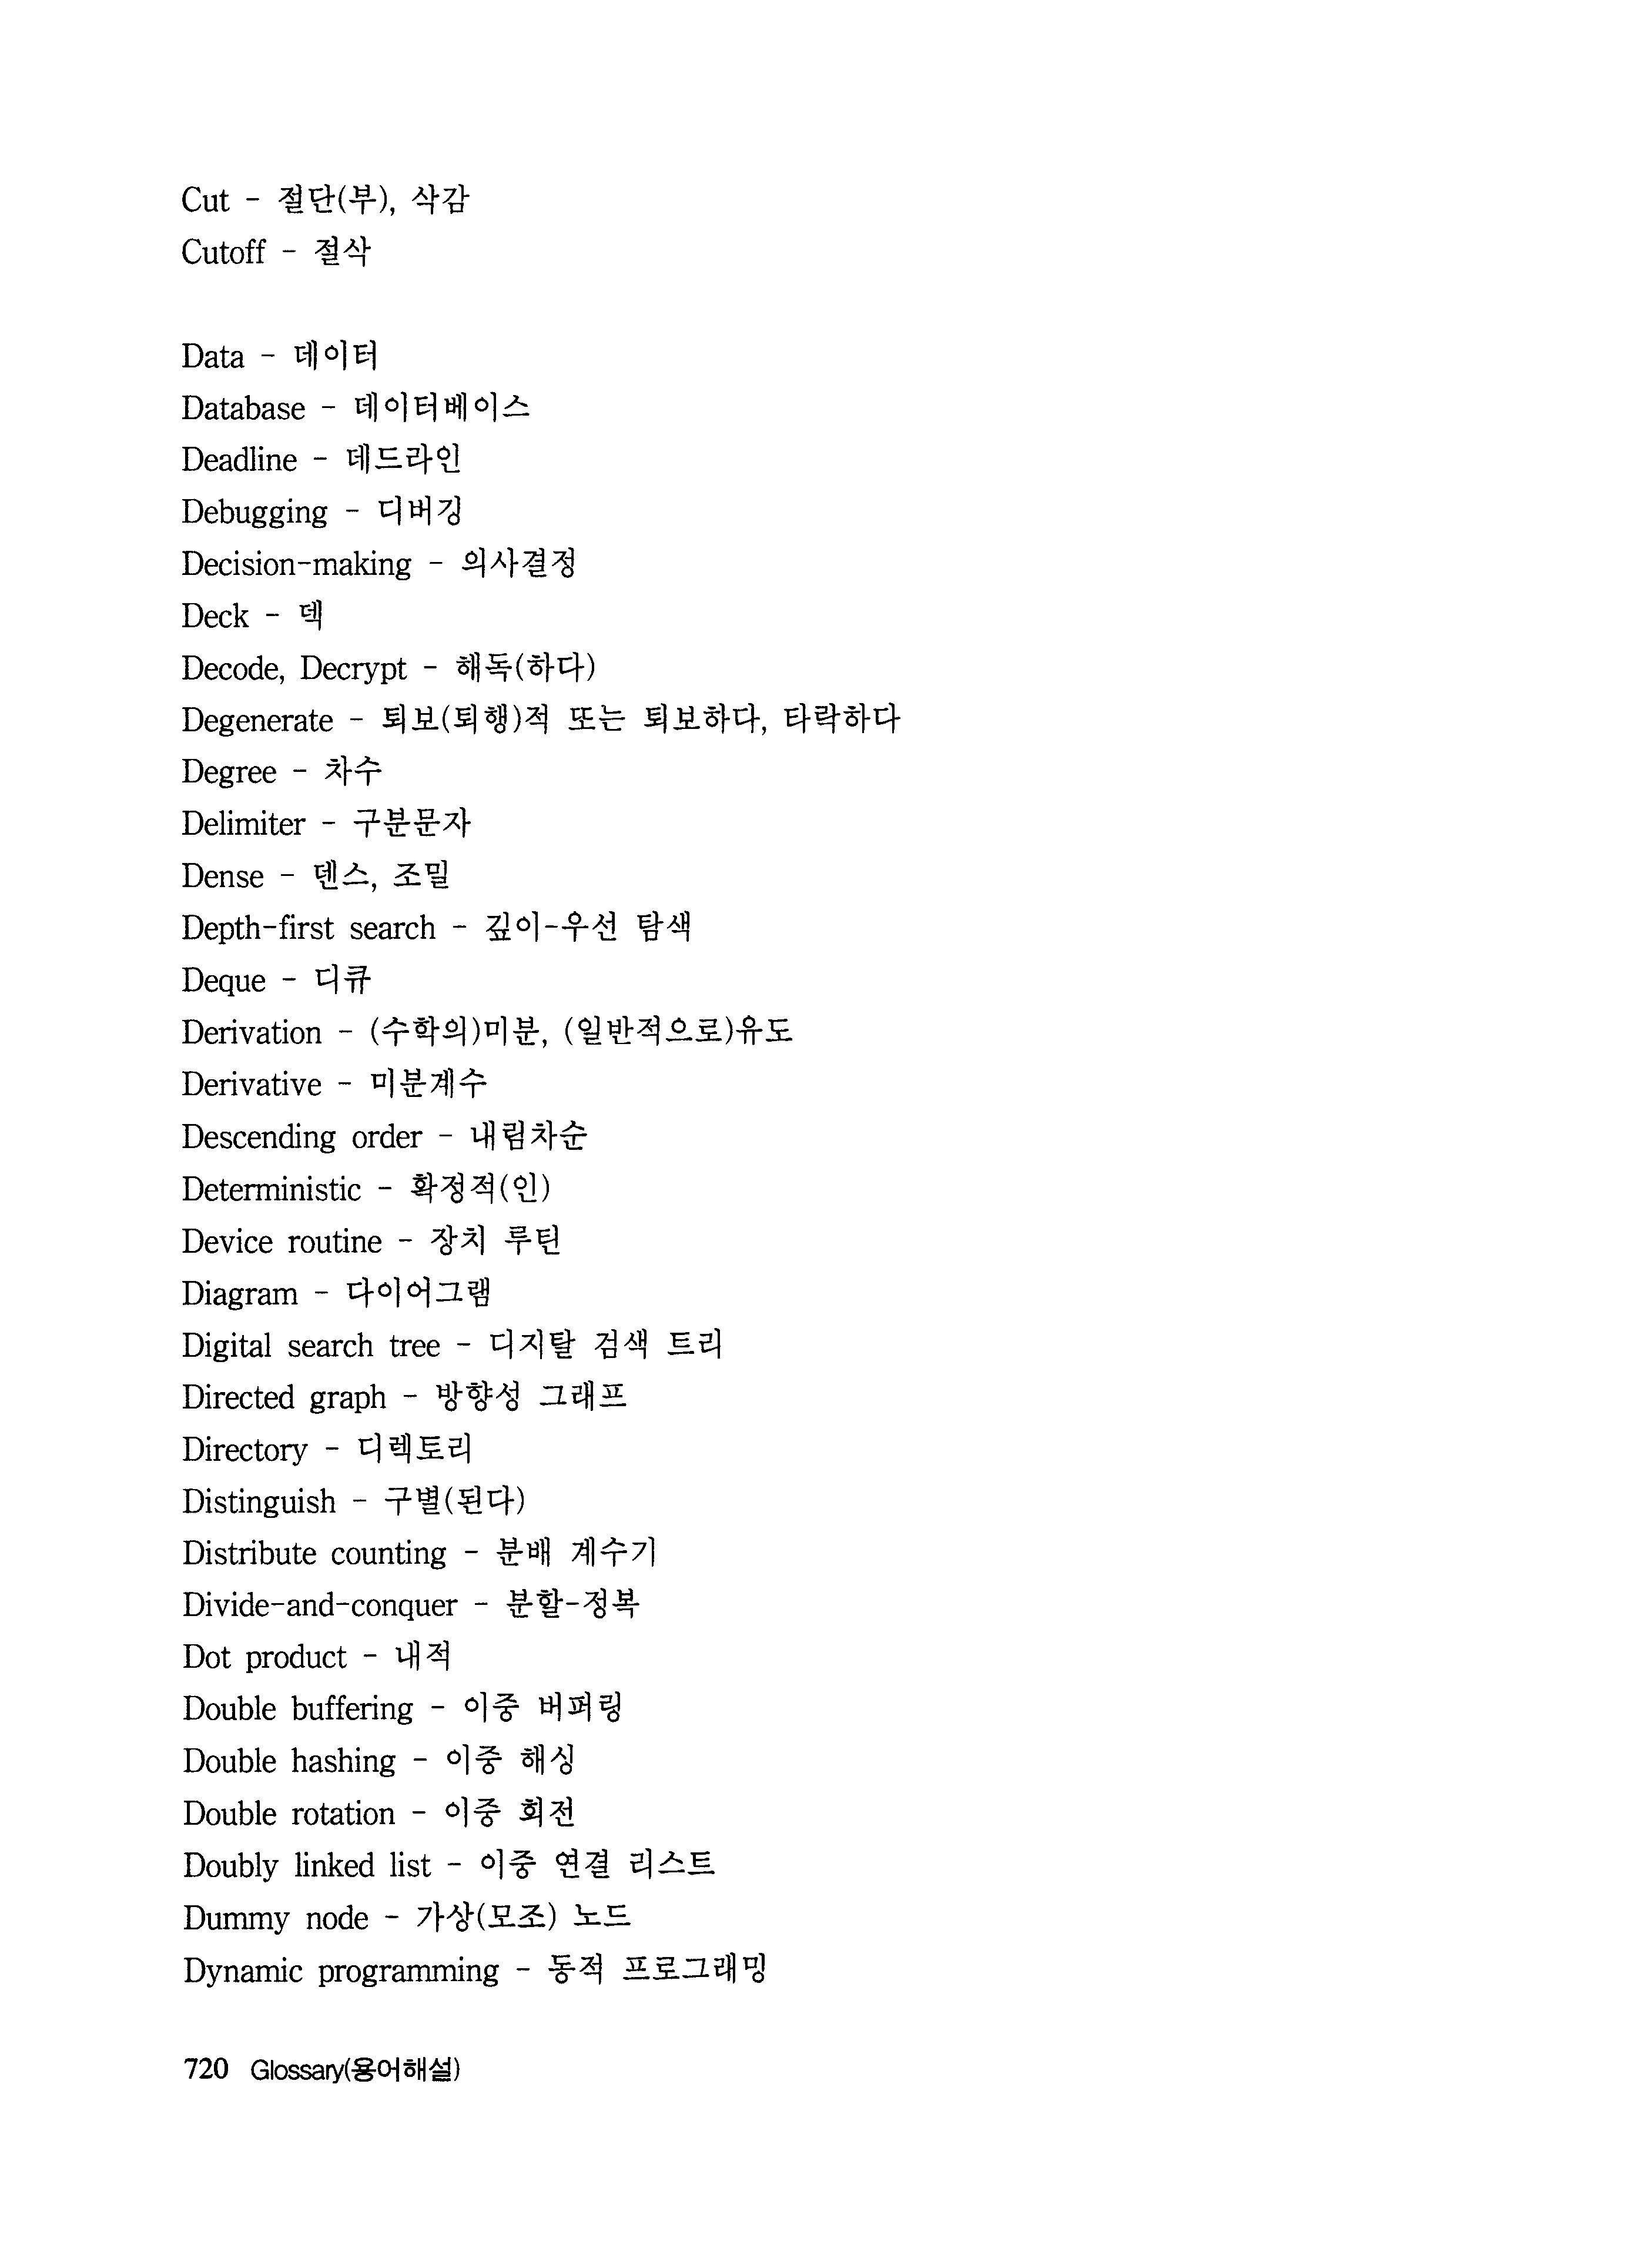 Cut - 절단(부), 삭감
Cutoff - 절삭
Data - 데이터
Database - 데이터베이스
Deadline - 데드라인
Debugging - 디버깅
Decision-making - 의사결정
Deck - 덱
Decode, Decrypt - 해독(하다)
Degenerate - 퇴보(퇴행)적 또는 퇴보하다, 타락하다
Degree - 차수
Delimiter - 구분문자
Dense - 덴스, 조밀
Depth-first search - 깊이-우선 탐색
Deque - 디큐
Derivation - (수학의)미분, (일반적으로)유도
Derivative - 미분계수
Descending order - 내림차순
Deterministic - 확정적(인)
Device routine - 장치 루틴
Diagram - 다이어그램
Digital search tree - 디지탈 검색 트리
Directed graph - 방향성 그래프
Directory - 디렉토리
Distinguish - 구별(된다)
Distribute counting - 분배 계수기
Divide-and-conquer - 분할-정복
Dot product - 내적
Double buffering - 이중 버퍼링
Double hashing - 이중 해싱
Double rotation - 이중 회전
Doubly linked list - 이중 연결 리스트
Dummy node - 가상(모조) 노드
Dynamic programming - 동적 프로그래밍
720 Glossary(용어해설)